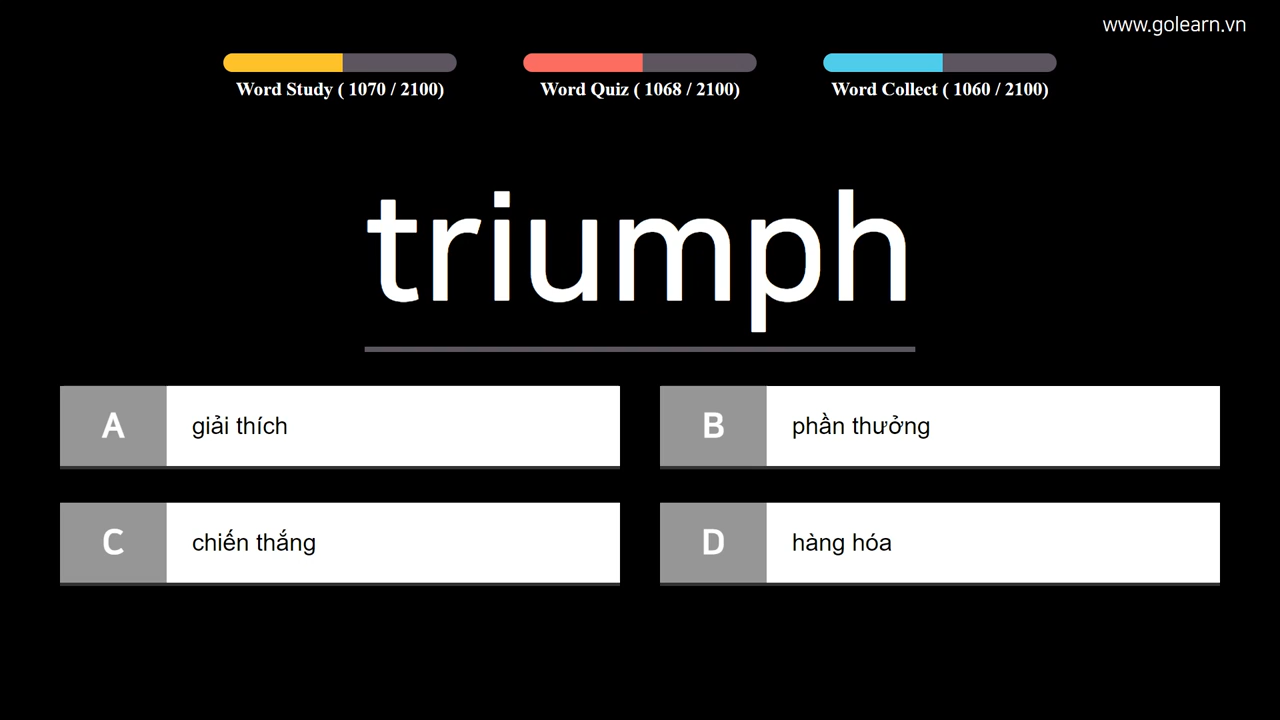 www.golearn.vn
Word Study ( 1070 / 2100)
Word Quiz ( 1068 / 2100)
Word Collect ( 1060 / 2100)
triumph
A giải thích
B phần thưởng
C chiến thắng
D hàng hóa